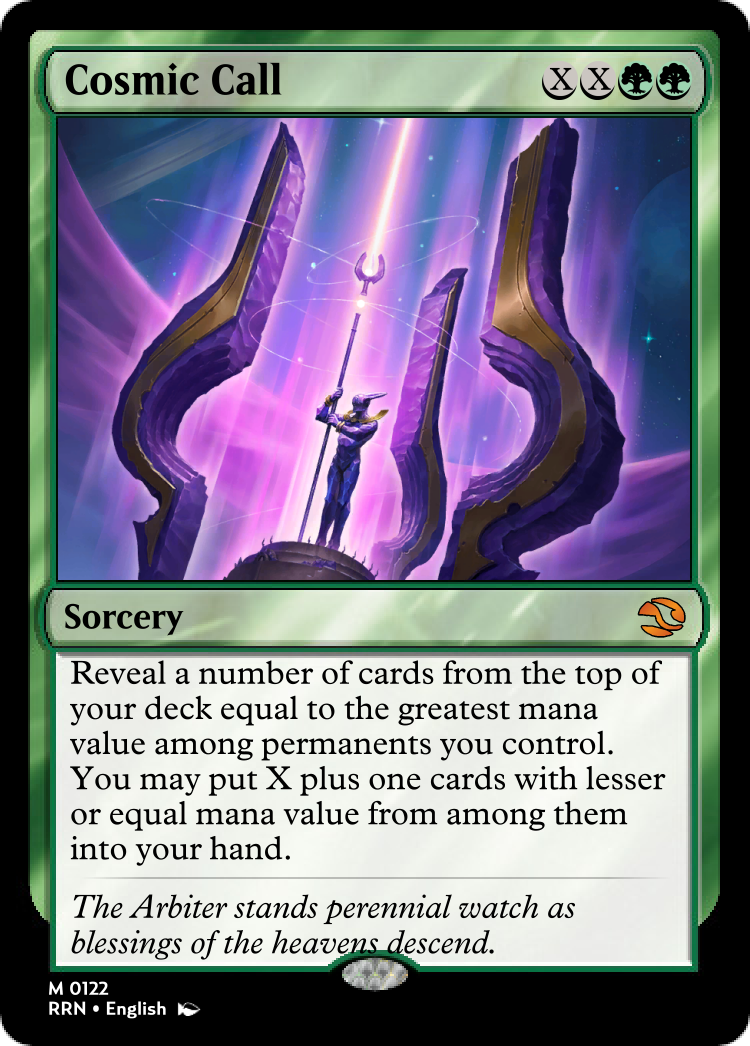 Cosmic Call XX
Sorcery
Reveal a number of cards from the top of
your deck equal to the greatest mana
value among permanents you control.
You may put X plus one cards with lesser
or equal mana value from among them
into your hand.
The Arbiter stands perennial watch as
blessings of the heavens descend.
M 0122
RRN • English